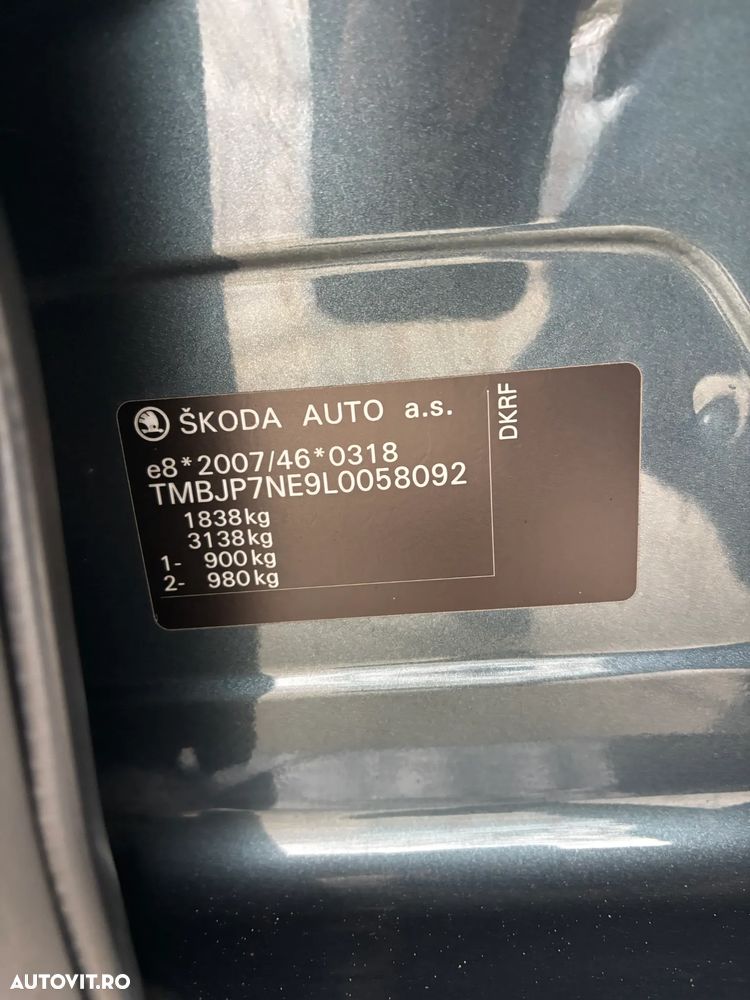 ŠKODA AUTO a.s.
e8*2007/46*0318
TMBJP7NE9L0058092
1838kg
3138kg
1- 900kg
2- 980kg
DKRF
AUTOVIT.RO